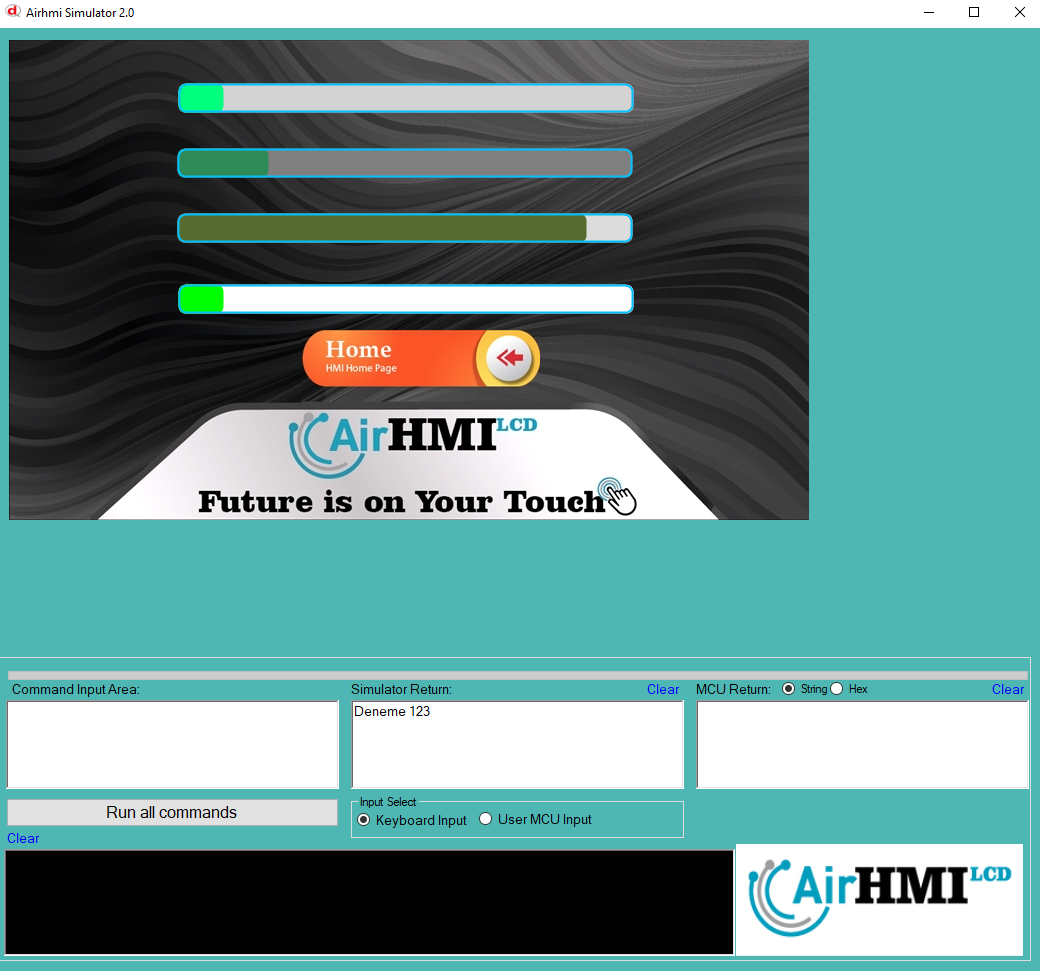 Airhmi Simulator 2.0
Home
HMI Home Page
AirHMI LCD
Future is on Your Touch
Command Input Area:
Simulator Return:
Clear
MCU Return:
String
Hex
Clear
Deneme 123
Run all commands
Input Select
Keyboard Input
User MCU Input
Clear
AirHMI LCD